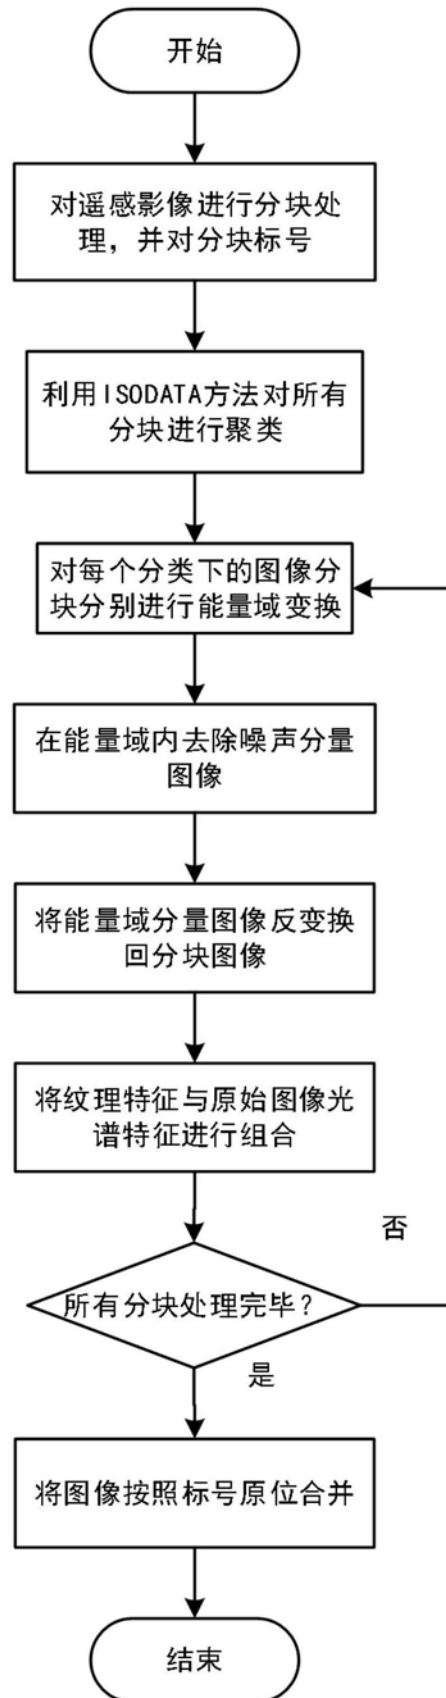 开始
对遥感影像进行分块处
理，并对分块标号
利用ISODATA方法对所有
分块进行聚类
对每个分类下的图像分
块分别进行能量域变换
在能量域内去除噪声分量
图像
将能量域分量图像反变换
回分块图像
将纹理特征与原始图像光
谱特征进行组合
否
所有分块处理完毕？
是
将图像按照标号原位合并
结束